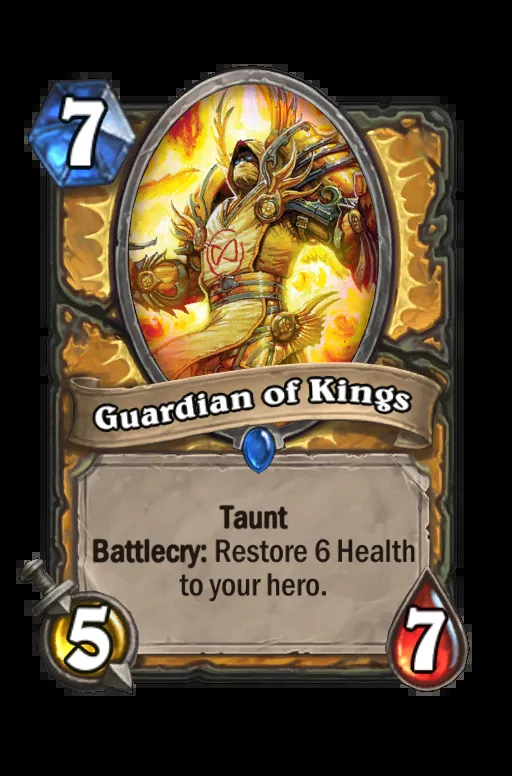 7
Guardian of Kings
Taunt
Battlecry: Restore 6 Health
to your hero.
5
7